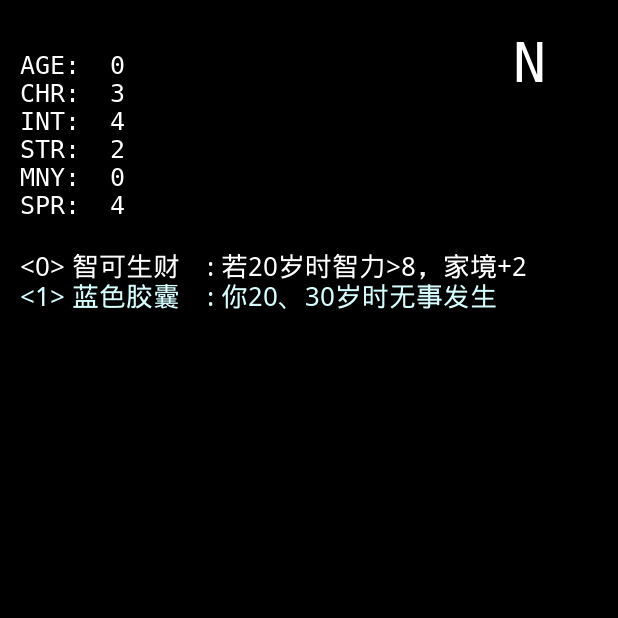 N
AGE: 0
CHR: 3
INT: 4
STR: 2
MNY: 0
SPR: 4
<0> 智可生财 : 若20岁时智力>8，家境+2
<1> 蓝色胶囊 : 你20、30岁时无事发生